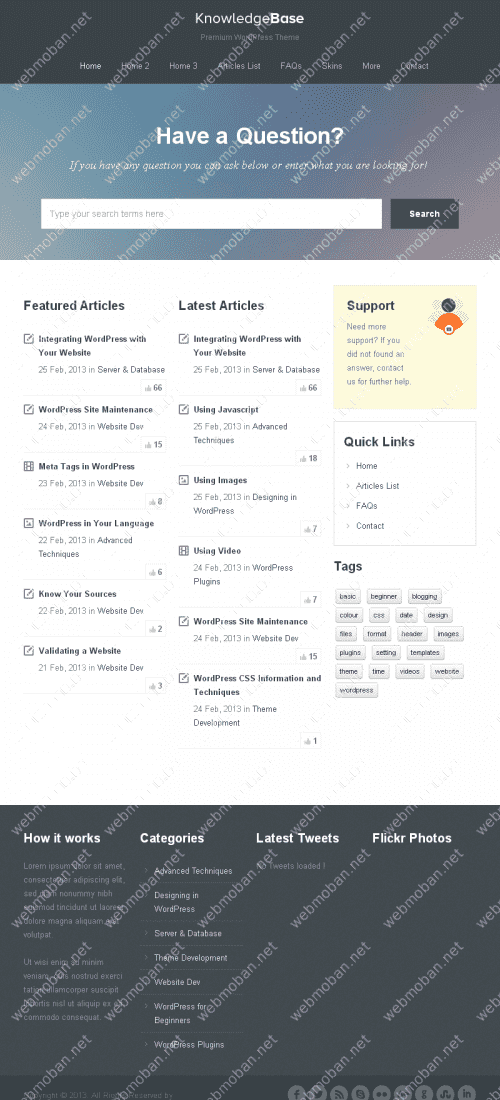 KnowledgeBase
Premium WordPress Theme
Home Home 2 Home 3 Articles List FAQs Skins More Contact
Have a Question?
If you have any question you can ask below or enter what you are looking for!
Type your search terms here
Search
Featured Articles
Integrating WordPress with
Your Website
25 Feb, 2013 in Server & Database
66
WordPress Site Maintenance
24 Feb, 2013 in Website Dev
15
Meta Tags in WordPress
23 Feb, 2013 in Website Dev
8
WordPress in Your Language
22 Feb, 2013 in Advanced
Techniques
6
Know Your Sources
22 Feb, 2013 in Website Dev
2
Validating a Website
21 Feb, 2013 in Website Dev
3
Latest Articles
Integrating WordPress with
Your Website
25 Feb, 2013 in Server & Database
66
Using Javascript
25 Feb, 2013 in Advanced
Techniques
18
Using Images
25 Feb, 2013 in Designing in
WordPress
7
Using Video
24 Feb, 2013 in WordPress
Plugins
7
WordPress Site Maintenance
24 Feb, 2013 in Website Dev
15
WordPress CSS Information and
Techniques
24 Feb, 2013 in Theme
Development
1
Support
Need more
support? If you
did not found an
answer, contact
us for further help.
Quick Links
Home
Articles List
FAQs
Contact
Tags
basic beginner blogging
colour css date design
files format header images
plugins setting templates
theme time videos website
wordpress
How it works
Lorem ipsum dolor sit amet,
consectetuer adipiscing elit,
sed diam nonummy nibh
euismod tincidunt ut laoreet
dolore magna aliquam erat
volutpat.
Ut wisi enim ad minim
veniam, quis nostrud exerci
tation ullamcorper suscipit
lobortis nisl ut aliquip ex ea
commodo consequat.
Categories
Advanced Techniques
Designing in
WordPress
Server & Database
Theme Development
Website Dev
WordPress for
Beginners
WordPress Plugins
Latest Tweets
No Tweets loaded !
Flickr Photos
Copyright © 2013. All Rights Reserved by
webmoban.net